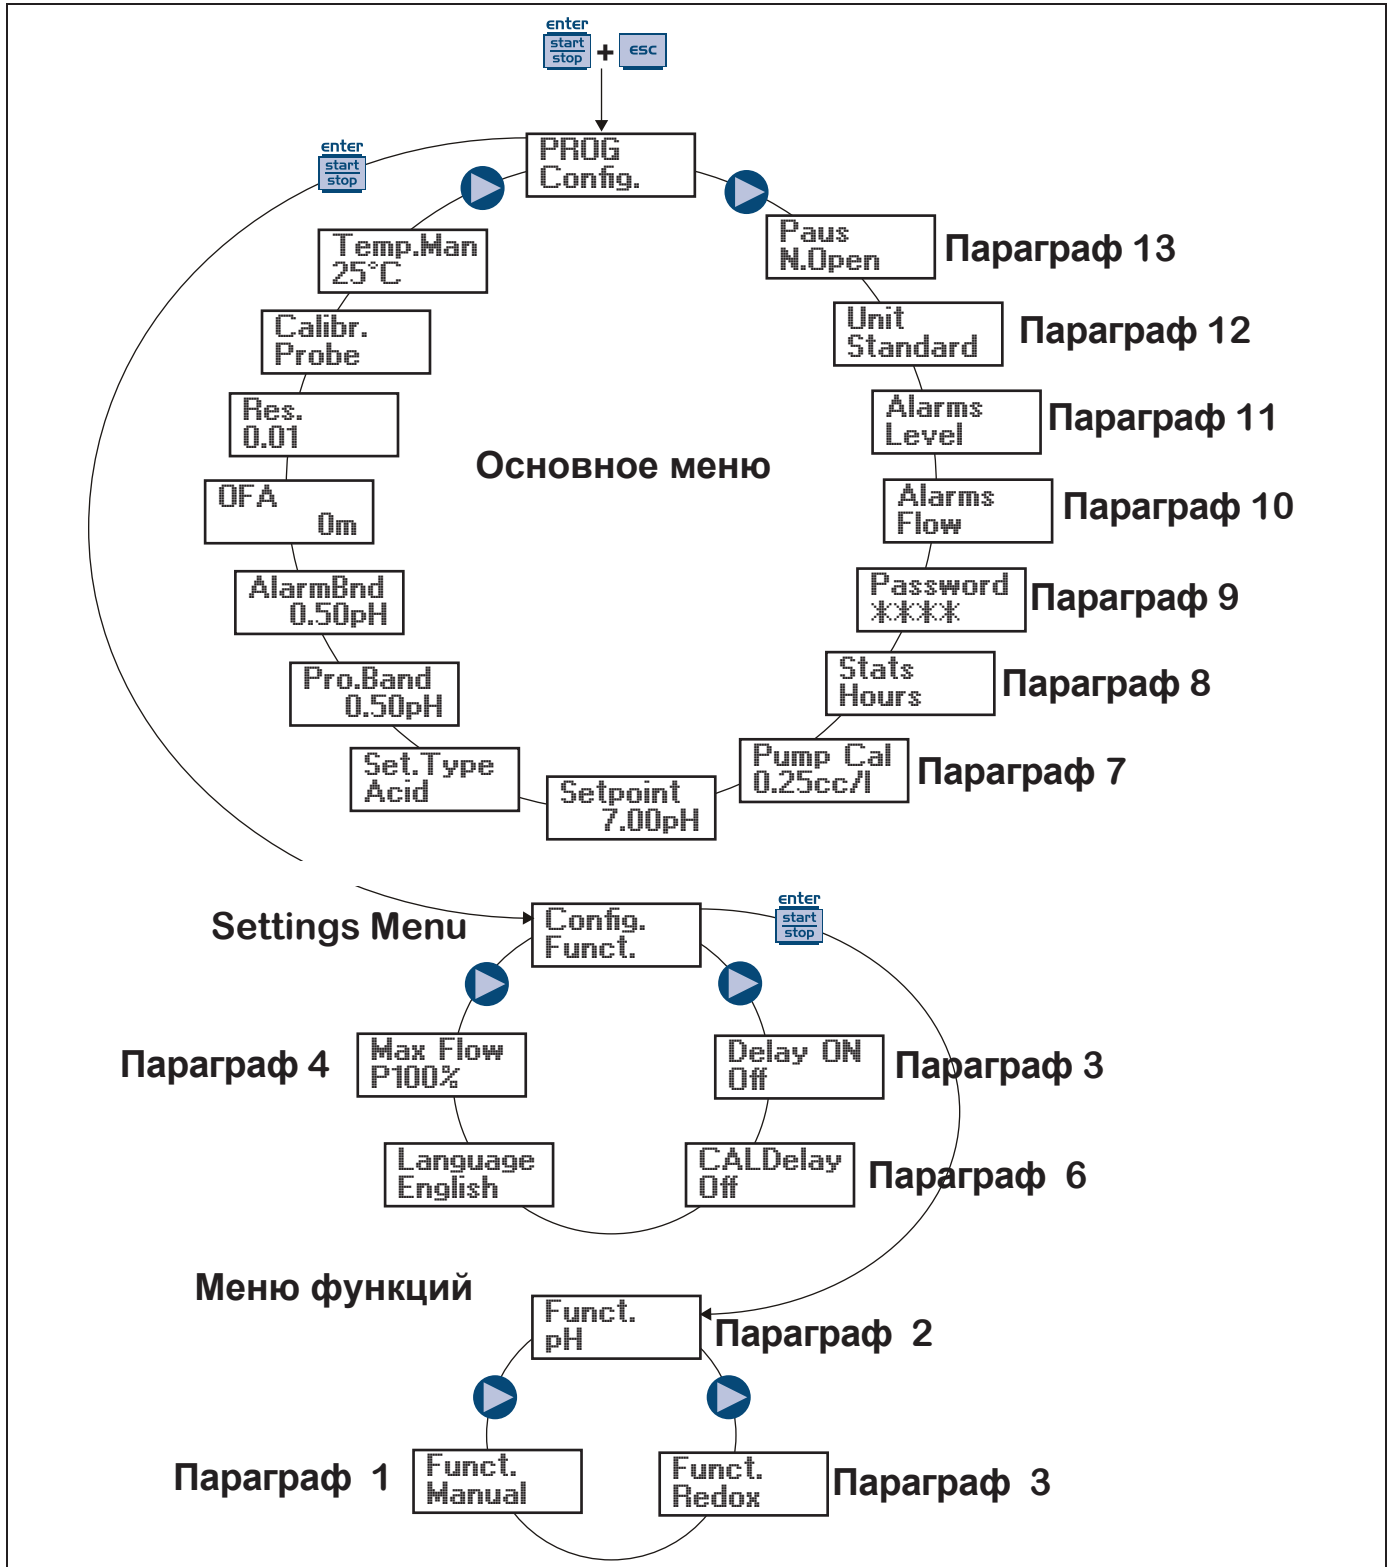 enter
start
stop
+
esc
enter
start
stop
PROG
Config.
Temp.Man
25°C
Paus
N.Open
Параграф 13
Calibr.
Probe
Unit
Standard
Параграф 12
Res.
0.01
Alarms
Level
Параграф 11
Основное меню
OFA
0m
Alarms
Flow
Параграф 10
AlarmBnd
0.50pH
Password
****
Параграф 9
Pro.Band
0.50pH
Stats
Hours
Параграф 8
Set.Type
Acid
Setpoint
7.00pH
Pump Cal
0.25cc/l
Параграф 7
Settings Menu
Config.
Funct.
enter
start
stop
Параграф 4
Max Flow
P100%
Delay ON
Off
Параграф 3
Language
English
CALDelay
Off
Параграф 6
Меню функций
Funct.
pH
Параграф 2
Параграф 1
Funct.
Manual
Funct.
Redox
Параграф 3